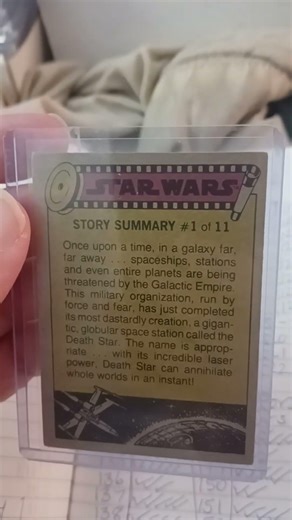 STAR WARS
STORY SUMMARY #1 of 11
Once upon a time, in a galaxy far,
far away . . . spaceships, stations
and even entire planets are being
threatened by the Galactic Empire.
This military organization, run by
force and fear, has just completed
its most dastardly creation, a gigan-
tic, globular space station called the
Death Star. The name is approp-
riate . . . with its incredible laser
power, Death Star can annihilate
whole worlds in an instant!
150
151